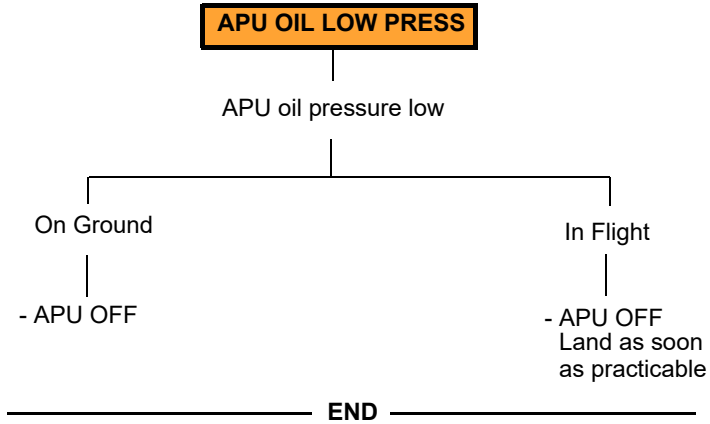 APU OIL LOW PRESS
APU oil pressure low
On Ground
In Flight
- APU OFF
- APU OFF
Land as soon
as practicable
END